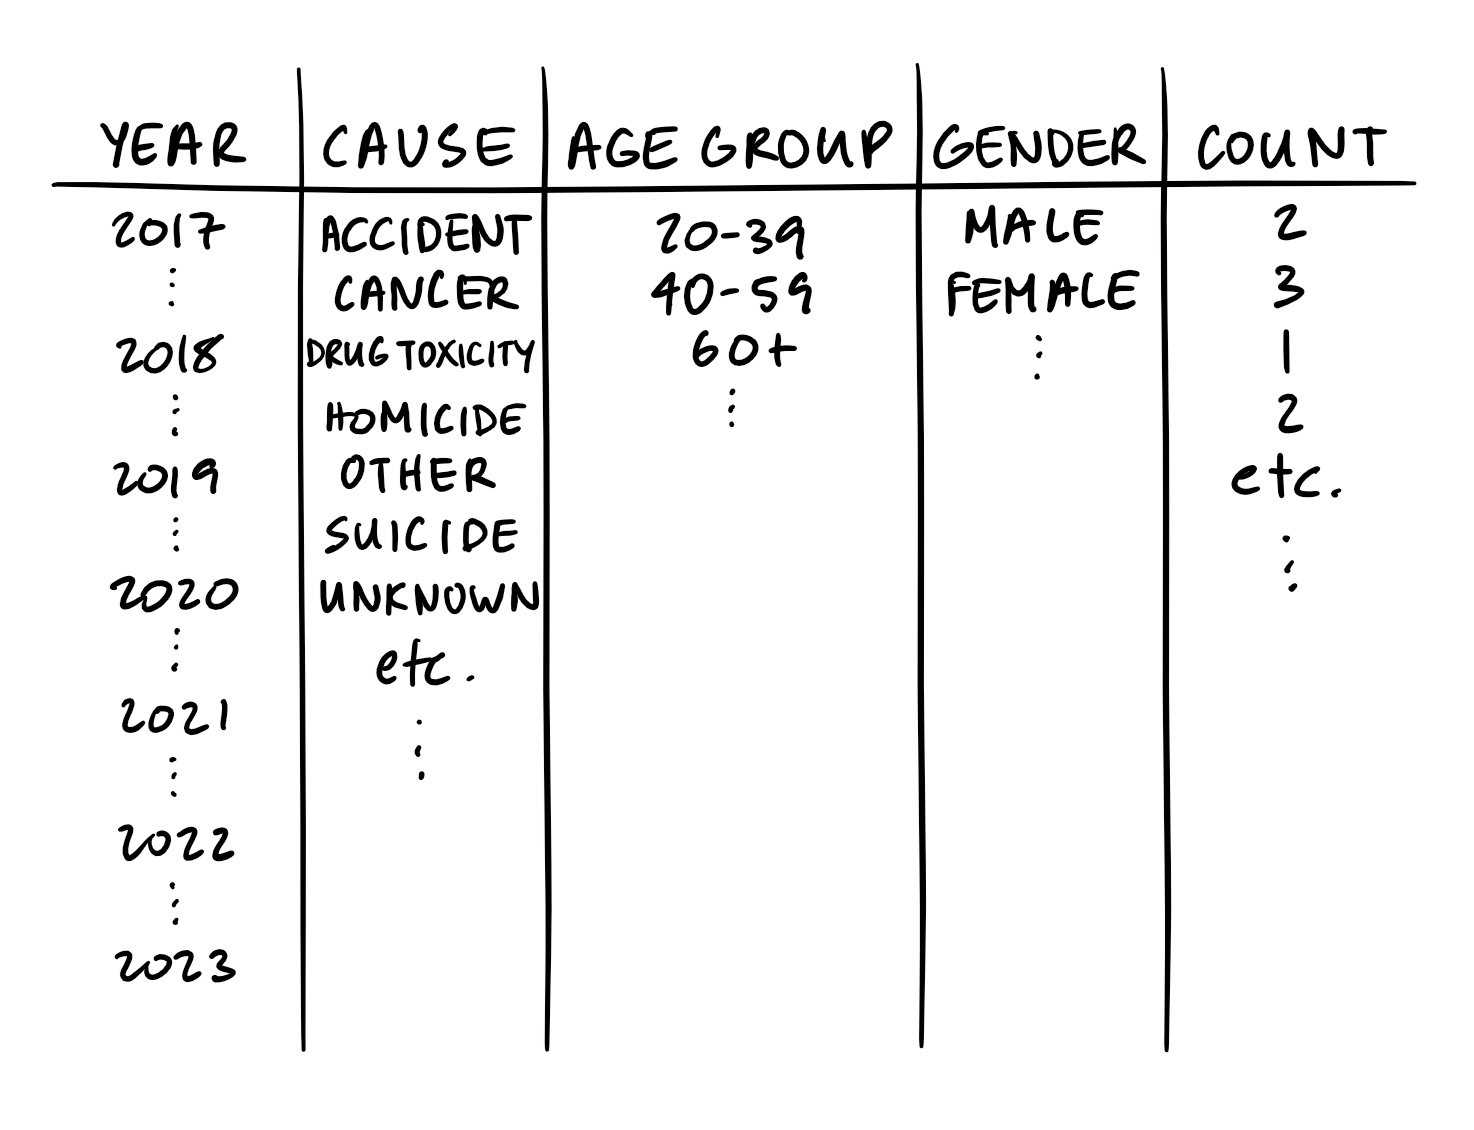 YEAR CAUSE AGE GROUP GENDER COUNT
2017 ACCIDENT 20-39 MALE 2
⋮ CANCER 40-59 FEMALE 3
2018 DRUG TOXICITY 60+ ⋮ 1
⋮ HOMICIDE ⋮ 2
2019 OTHER etc.
⋮ SUICIDE ⋮
2020 UNKNOWN
⋮ etc.
2021 ⋮
⋮
2022
⋮
2023